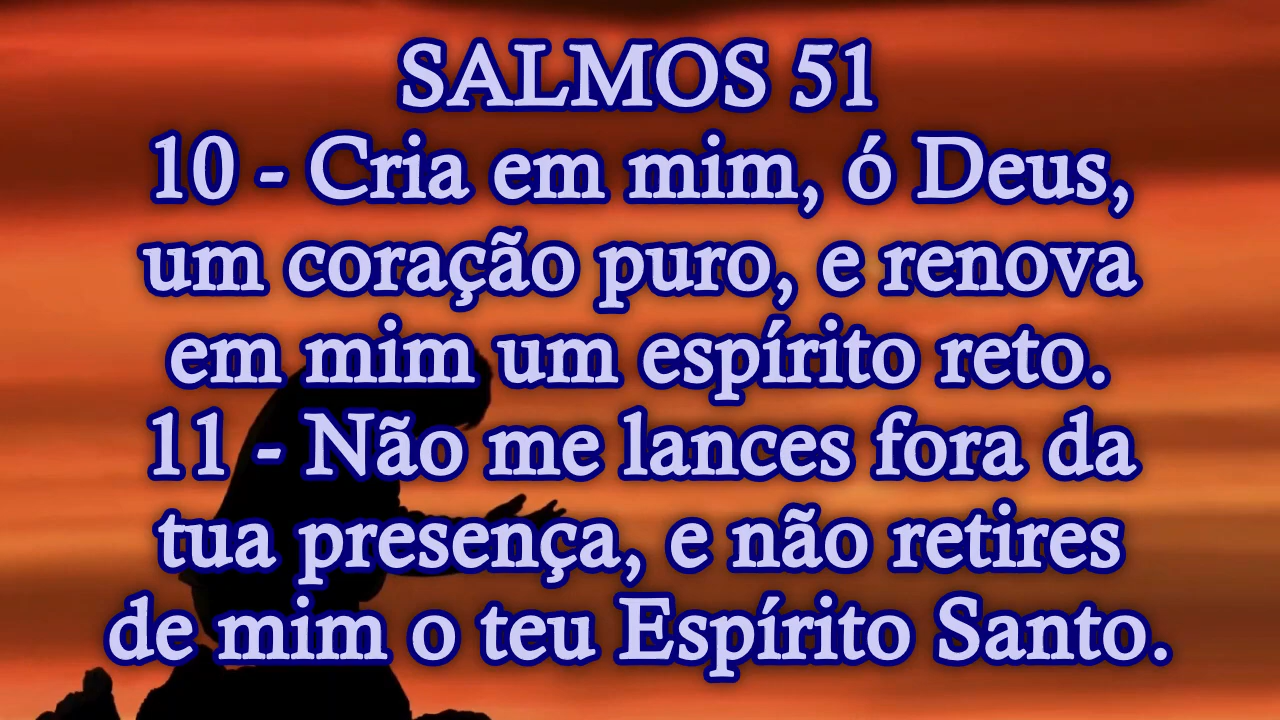 SALMOS 51
10 - Cria em mim, ó Deus,
um coração puro, e renova
em mim um espírito reto.
11 - Não me lances fora da
tua presença, e não retires
de mim o teu Espírito Santo.